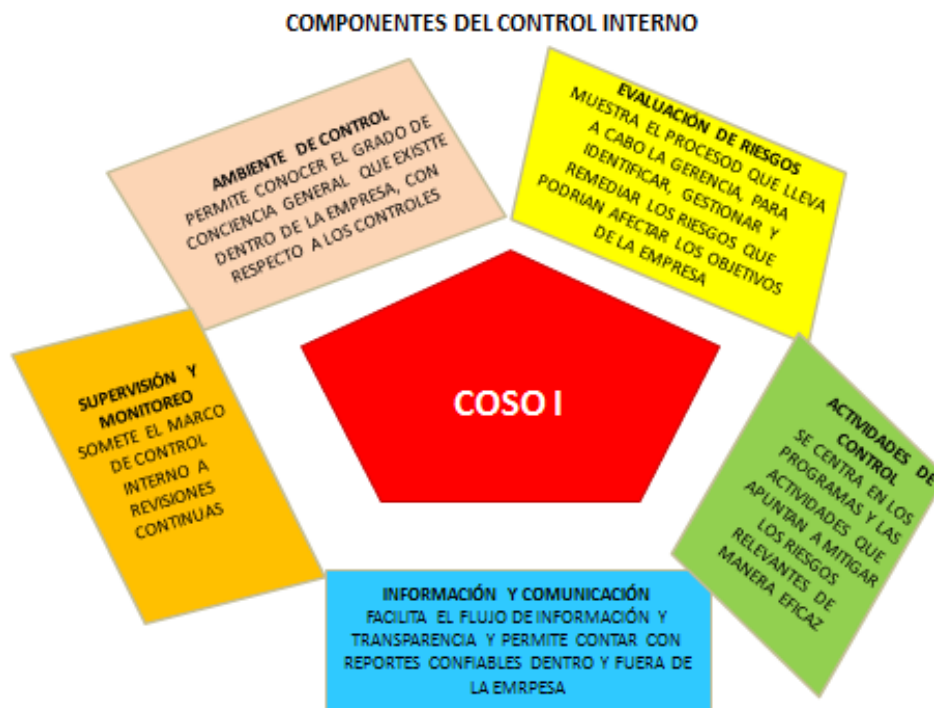 COMPONENTES DEL CONTROL INTERNO
AMBIENTE DE CONTROL
PERMITE CONOCER EL GRADO DE
CONCIENCIA GENERAL QUE EXISTTE
DENTRO DE LA EMPRESA, CON
RESPECTO A LOS CONTROLES
EVALUACIÓN DE RIESGOS
MUESTRA EL PROCESOD QUE LLEVA
A CABO LA GERENCIA, PARA
IDENTIFICAR, GESTIONAR Y
REMEDIAR LOS RIESGOS QUE
PODRIAN AFECTAR LOS OBJETIVOS
DE LA EMPRESA
SUPERVISIÓN Y
MONITOREO
SOMETE EL MARCO
DE CONTROL
INTERNO A
REVISIONES
CONTINUAS
COSO I
ACTIVIDADES DE
CONTROL
SE CENTRA EN LOS
PROGRAMAS Y LAS
ACTIVIDADES QUE
APUNTAN A MITIGAR
LOS RIESGOS
RELEVANTES DE
MANERA EFICAZ
INFORMACIÓN Y COMUNICACIÓN
FACILITA EL FLUJO DE INFORMACIÓN Y
TRANSPARENCIA Y PERMITE CONTAR CON
REPORTES CONFIABLES DENTRO Y FUERA DE
LA EMRPESA